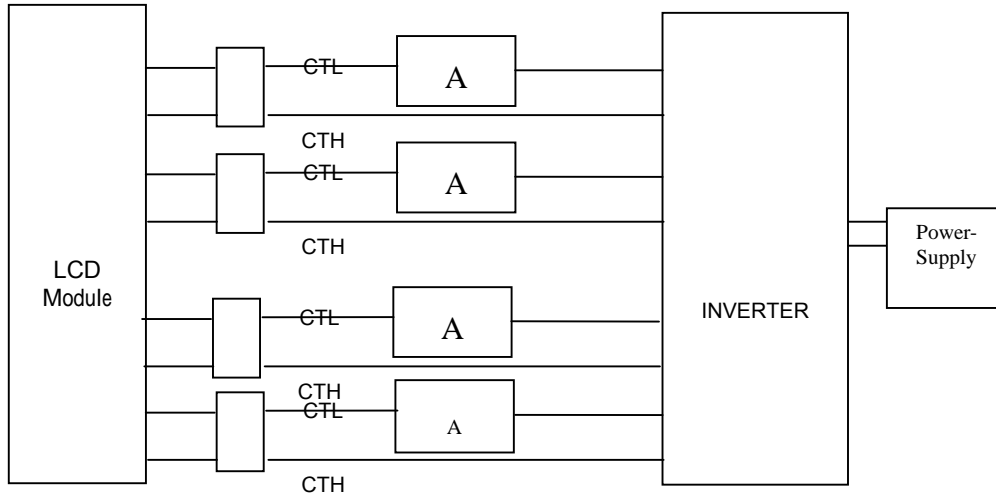 CTL
A
CTH
CTL
A
CTH
LCD
Module
Power-
Supply
INVERTER
CTL
A
CTH
CTL
A
CTH